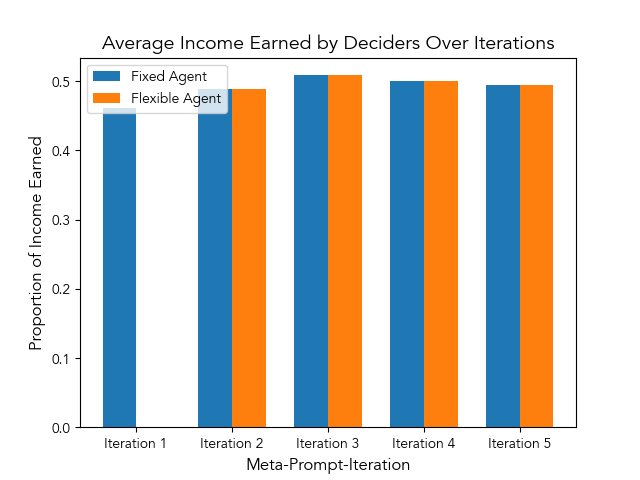 Average Income Earned by Deciders Over Iterations
Fixed Agent
Flexible Agent
Proportion of Income Earned
0.5
0.4
0.3
0.2
0.1
0.0
Iteration 1
Iteration 2
Iteration 3
Iteration 4
Iteration 5
Meta-Prompt-Iteration